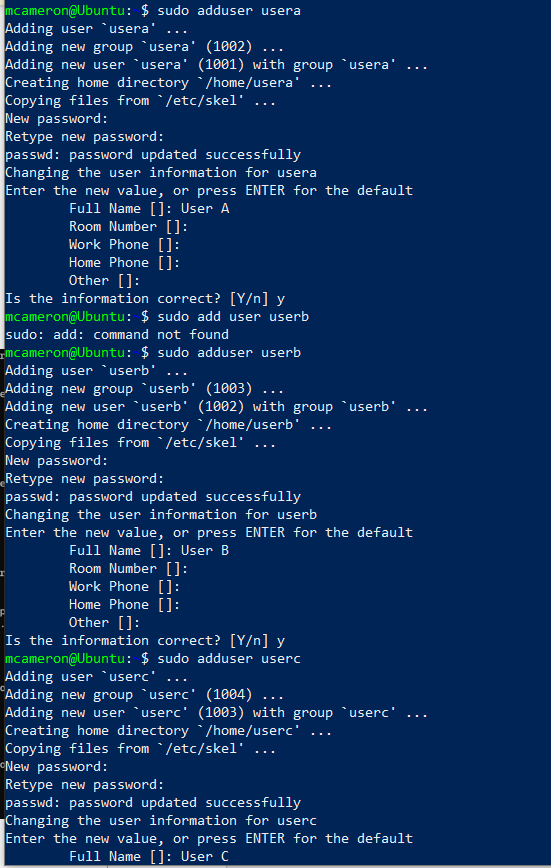 mcameron@Ubuntu:~$ sudo adduser usera
Adding user `usera' ...
Adding new group `usera' (1002) ...
Adding new user `usera' (1001) with group `usera' ...
Creating home directory `/home/usera' ...
Copying files from `/etc/skel' ...
New password:
Retype new password:
passwd: password updated successfully
Changing the user information for usera
Enter the new value, or press ENTER for the default
        Full Name []: User A
        Room Number []:
        Work Phone []:
        Home Phone []:
        Other []:
Is the information correct? [Y/n] y
mcameron@Ubuntu:~$ sudo add user userb
sudo: add: command not found
mcameron@Ubuntu:~$ sudo adduser userb
Adding user `userb' ...
Adding new group `userb' (1003) ...
Adding new user `userb' (1002) with group `userb' ...
Creating home directory `/home/userb' ...
Copying files from `/etc/skel' ...
New password:
Retype new password:
passwd: password updated successfully
Changing the user information for userb
Enter the new value, or press ENTER for the default
        Full Name []: User B
        Room Number []:
        Work Phone []:
        Home Phone []:
        Other []:
Is the information correct? [Y/n] y
mcameron@Ubuntu:~$ sudo adduser userc
Adding user `userc' ...
Adding new group `userc' (1004) ...
Adding new user `userc' (1003) with group `userc' ...
Creating home directory `/home/userc' ...
Copying files from `/etc/skel' ...
New password:
Retype new password:
passwd: password updated successfully
Changing the user information for userc
Enter the new value, or press ENTER for the default
        Full Name []: User C